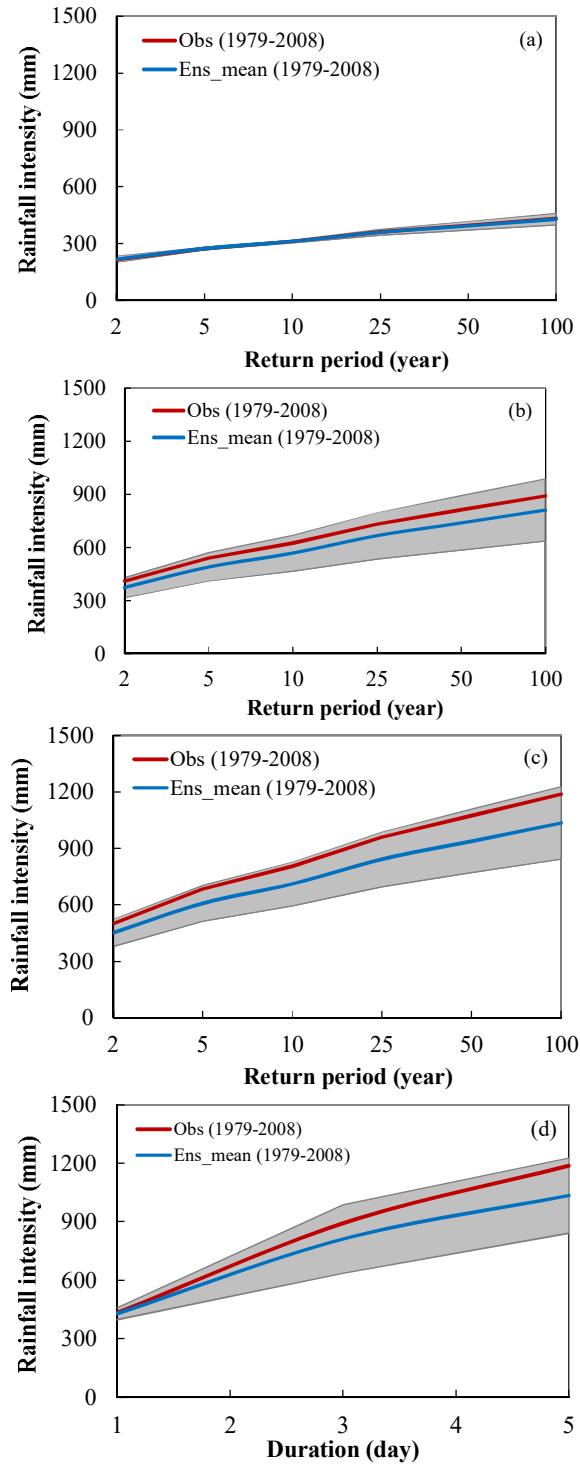 1500
Obs (1979-2008)
(a)
Ens_mean (1979-2008)
1200
900
600
300
0
Rainfall intensity (mm)
2 5 10 25 50 100
Return period (year)
1500
Obs (1979-2008)
(b)
Ens_mean (1979-2008)
1200
900
600
300
0
Rainfall intensity (mm)
2 5 10 25 50 100
Return period (year)
1500
Obs (1979-2008)
(c)
Ens_mean (1979-2008)
1200
900
600
300
0
Rainfall intensity (mm)
2 5 10 25 50 100
Return period (year)
1500
Obs (1979-2008)
(d)
Ens_mean (1979-2008)
1200
900
600
300
0
Rainfall intensity (mm)
1 2 3 4 5
Duration (day)